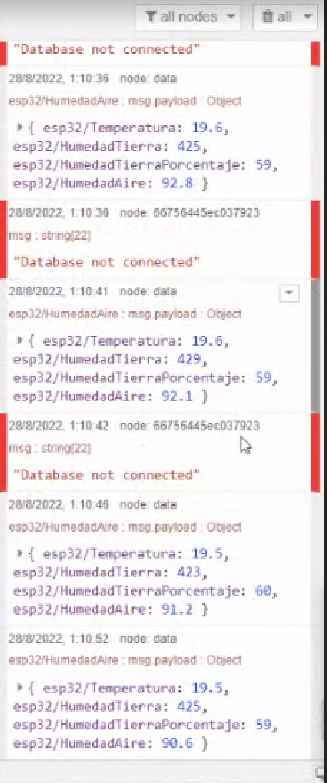 all nodes all
"Database not connected"
28/8/2022, 1:10:36 node: data
esp32/HumedadAire : msg.payload : Object
{ esp32/Temperatura: 19.6,
esp32/HumedadTierra: 425,
esp32/HumedadTierraPorcentaje: 59,
esp32/HumedadAire: 92.8 }
28/8/2022, 1:10:36 node: 66756445ec037923
msg : string[22]
"Database not connected"
28/8/2022, 1:10:41 node: data
esp32/HumedadAire : msg.payload : Object
{ esp32/Temperatura: 19.6,
esp32/HumedadTierra: 429,
esp32/HumedadTierraPorcentaje: 59,
esp32/HumedadAire: 92.1 }
28/8/2022, 1:10:42 node: 66756445ec037923
msg : string[22]
"Database not connected"
28/8/2022, 1:10:46 node: data
esp32/HumedadAire : msg.payload : Object
{ esp32/Temperatura: 19.5,
esp32/HumedadTierra: 423,
esp32/HumedadTierraPorcentaje: 60,
esp32/HumedadAire: 91.2 }
28/8/2022, 1:10:52 node: data
esp32/HumedadAire : msg.payload : Object
{ esp32/Temperatura: 19.5,
esp32/HumedadTierra: 425,
esp32/HumedadTierraPorcentaje: 59,
esp32/HumedadAire: 90.6 }